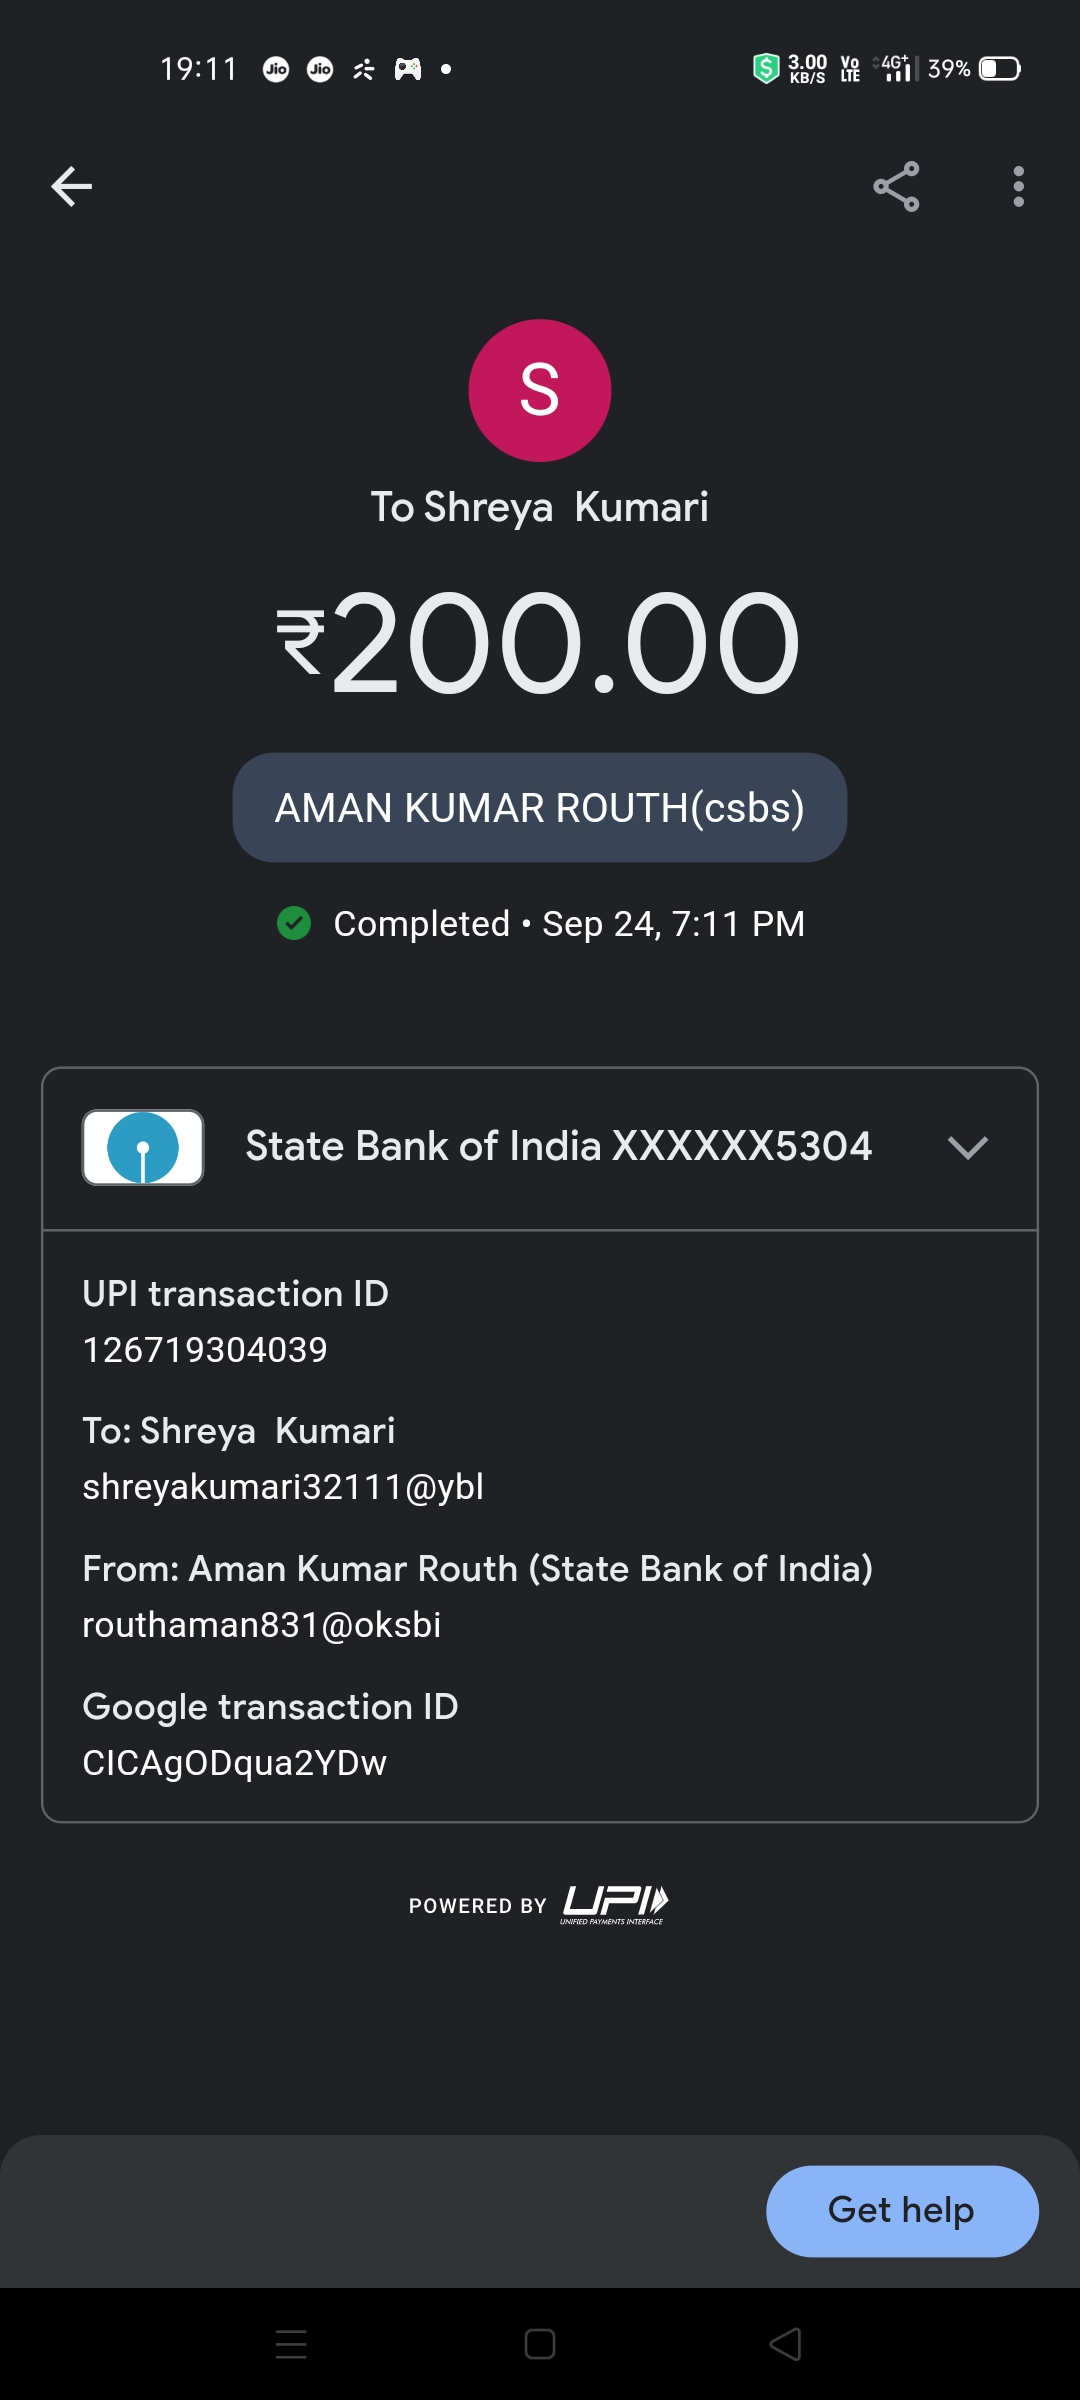 19:11 Jio Jio 3.00 KB/S Vo LTE 4G+ 39%
S
To Shreya Kumari
₹200.00
AMAN KUMAR ROUTH(csbs)
Completed • Sep 24, 7:11 PM
State Bank of India XXXXXX5304
UPI transaction ID
126719304039
To: Shreya Kumari
shreyakumari32111@ybl
From: Aman Kumar Routh (State Bank of India)
routhaman831@oksbi
Google transaction ID
CICAgODqua2YDw
POWERED BY UPI
UNIFIED PAYMENTS INTERFACE
Get help